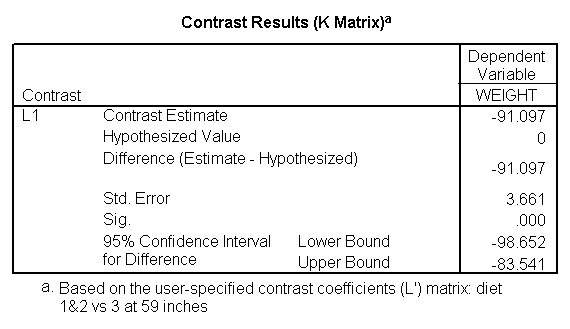 Contrast Results (K Matrix)a
Dependent
Variable
Contrast WEIGHT
L1 Contrast Estimate -91.097
Hypothesized Value 0
Difference (Estimate - Hypothesized) -91.097
Std. Error 3.661
Sig. .000
95% Confidence Interval Lower Bound -98.652
for Difference Upper Bound -83.541
a. Based on the user-specified contrast coefficients (L') matrix: diet
1&2 vs 3 at 59 inches